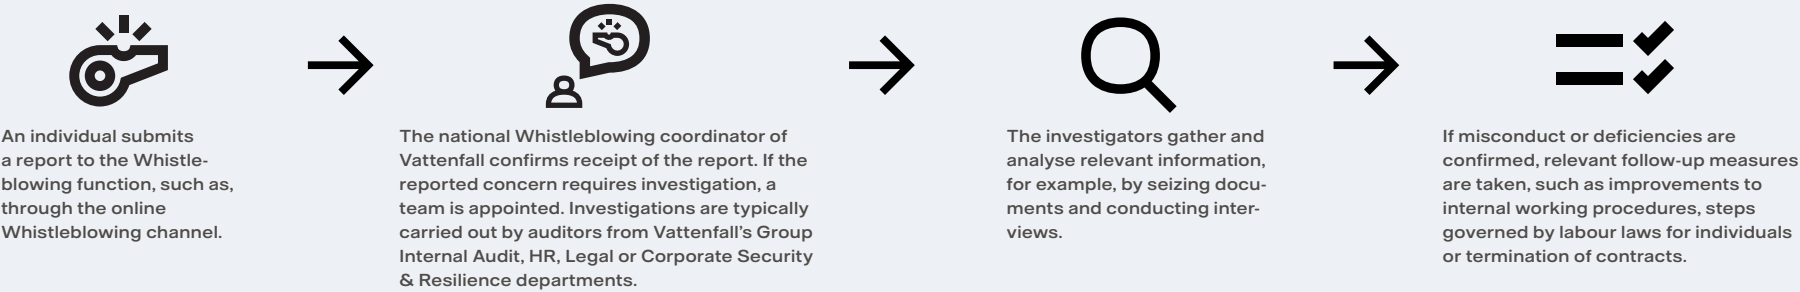 An individual submits
a report to the Whistle-
blowing function, such as,
through the online
Whistleblowing channel.
The national Whistleblowing coordinator of
Vattenfall confirms receipt of the report. If the
reported concern requires investigation, a
team is appointed. Investigations are typically
carried out by auditors from Vattenfall’s Group
Internal Audit, HR, Legal or Corporate Security
& Resilience departments.
The investigators gather and
analyse relevant information,
for example, by seizing docu-
ments and conducting inter-
views.
If misconduct or deficiencies are
confirmed, relevant follow-up measures
are taken, such as improvements to
internal working procedures, steps
governed by labour laws for individuals
or termination of contracts.